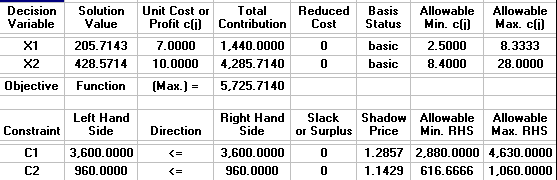 Decision Solution Unit Cost or Total Reduced Basis Allowable Allowable
Variable Value Profit c(j) Contribution Cost Status Min. c(j) Max. c(j)
X1 205.7143 7.0000 1,440.0000 0 basic 2.5000 8.3333
X2 428.5714 10.0000 4,285.7140 0 basic 8.4000 28.0000
Objective Function (Max.) = 5,725.7140
Left Hand Right Hand Slack Shadow Allowable Allowable
Constraint Side Direction Side or Surplus Price Min. RHS Max. RHS
C1 3,600.0000 <= 3,600.0000 0 1.2857 2,880.0000 4,630.0000
C2 960.0000 <= 960.0000 0 1.1429 616.6666 1,060.0000